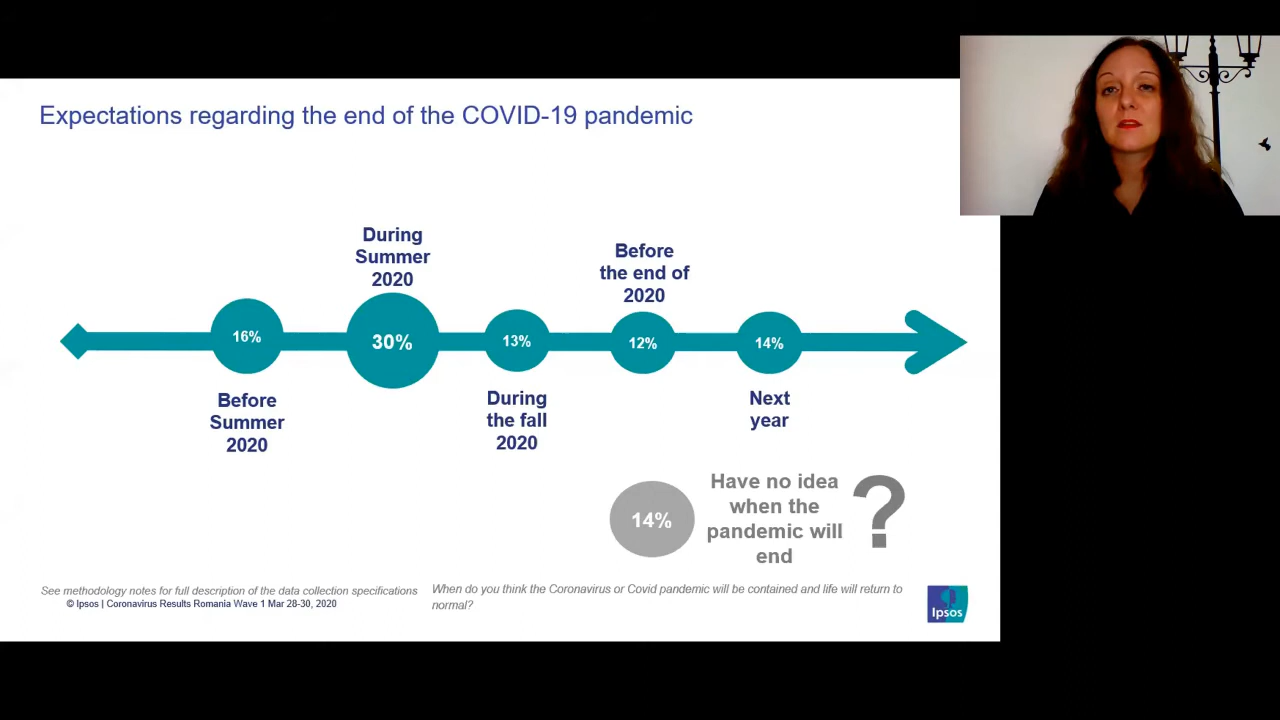 Expectations regarding the end of the COVID-19 pandemic
During
Summer
2020
Before
the end of
2020
16%
30%
13%
12%
14%
Before
Summer
2020
During
the fall
2020
Next
year
14%
Have no idea
when the
pandemic will
end
?
See methodology notes for full description of the data collection specifications
© Ipsos | Coronavirus Results Romania Wave 1 Mar 28-30, 2020
When do you think the Coronavirus or Covid pandemic will be contained and life will return to
normal?
Ipsos